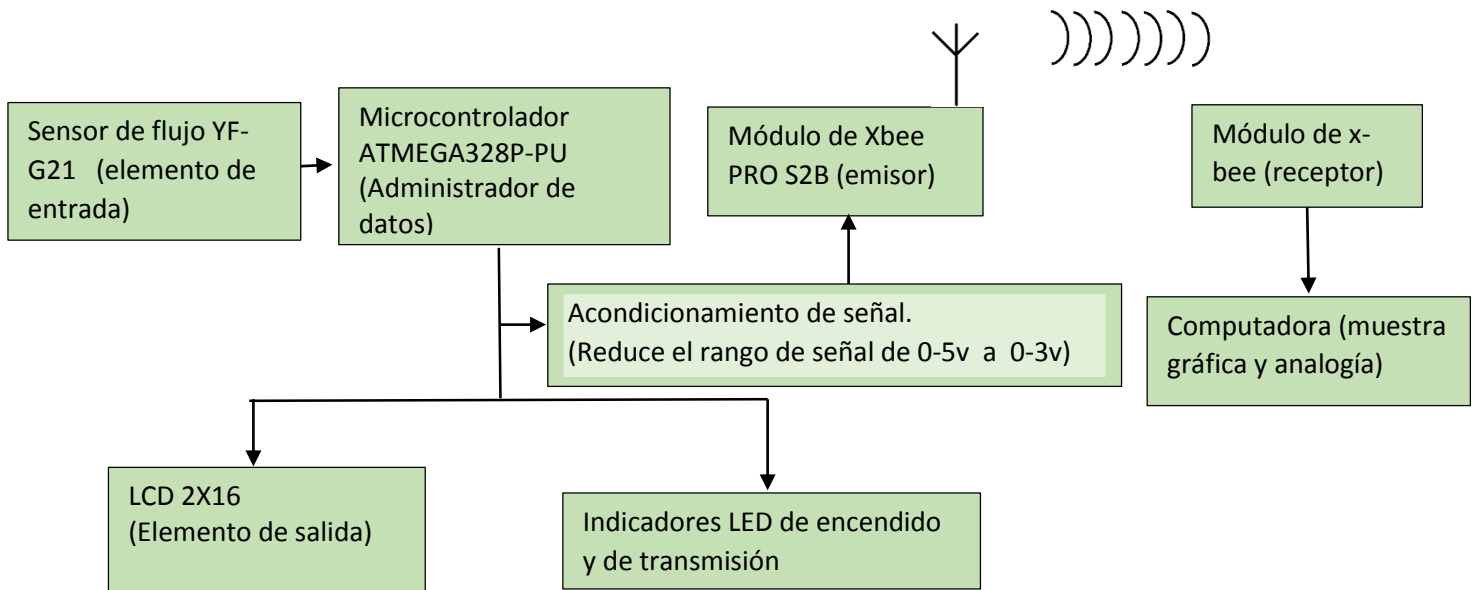 Sensor de flujo YF-
G21 (elemento de
entrada)
Microcontrolador
ATMEGA328P-PU
(Administrador de
datos)
Módulo de Xbee
PRO S2B (emisor)
Módulo de x-
bee (receptor)
Acondicionamiento de señal.
(Reduce el rango de señal de 0-5v a 0-3v)
Computadora (muestra
gráfica y analogía)
LCD 2X16
(Elemento de salida)
Indicadores LED de encendido
y de transmisión